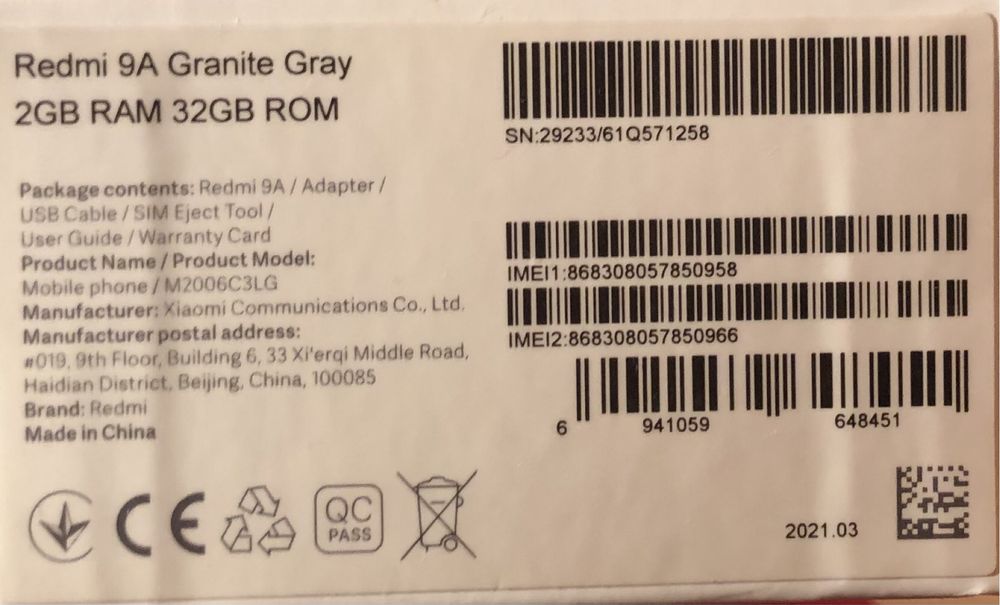 Redmi 9A Granite Gray
2GB RAM 32GB ROM
Package contents: Redmi 9A / Adapter /
USB Cable / SIM Eject Tool /
User Guide / Warranty Card
Product Name / Product Model:
Mobile phone / M2006C3LG
Manufacturer: Xiaomi Communications Co., Ltd.
Manufacturer postal address:
#019, 9th Floor, Building 6, 33 Xi'erqi Middle Road,
Haidian District, Beijing, China, 100085
Brand: Redmi
Made in China
CE
QC
PASS
SN:29233/61Q571258
IMEI1:868308057850958
IMEI2:868308057850966
6 941059 648451
2021.03